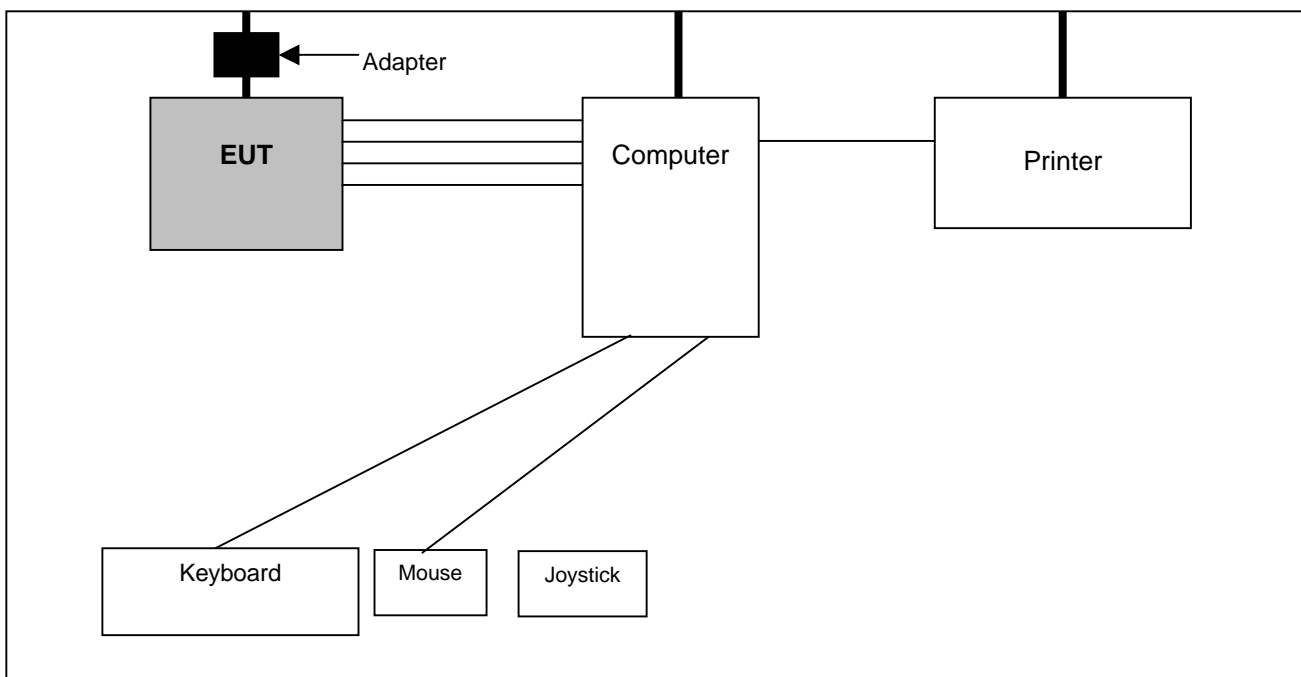 Adapter
EUT
Computer
Printer
Keyboard
Mouse
Joystick